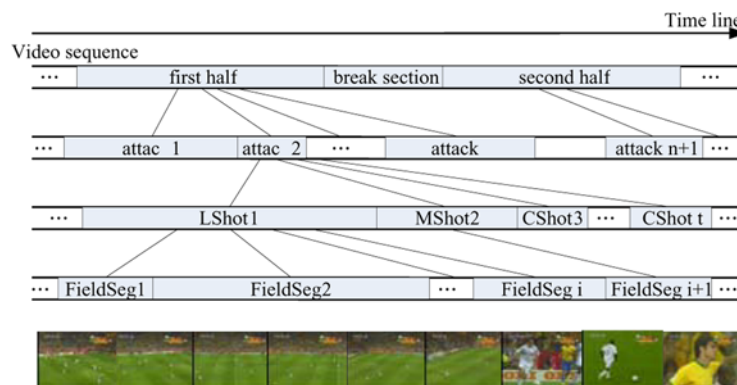 Time line
Video sequence
... first half break section second half ...
... attac 1 attac 2 ... attack attack n+1 ...
... LShot1 MShot2 CShot3 ... CShot t ...
... FieldSeg1 FieldSeg2 ... FieldSeg i FieldSeg i+1 ...